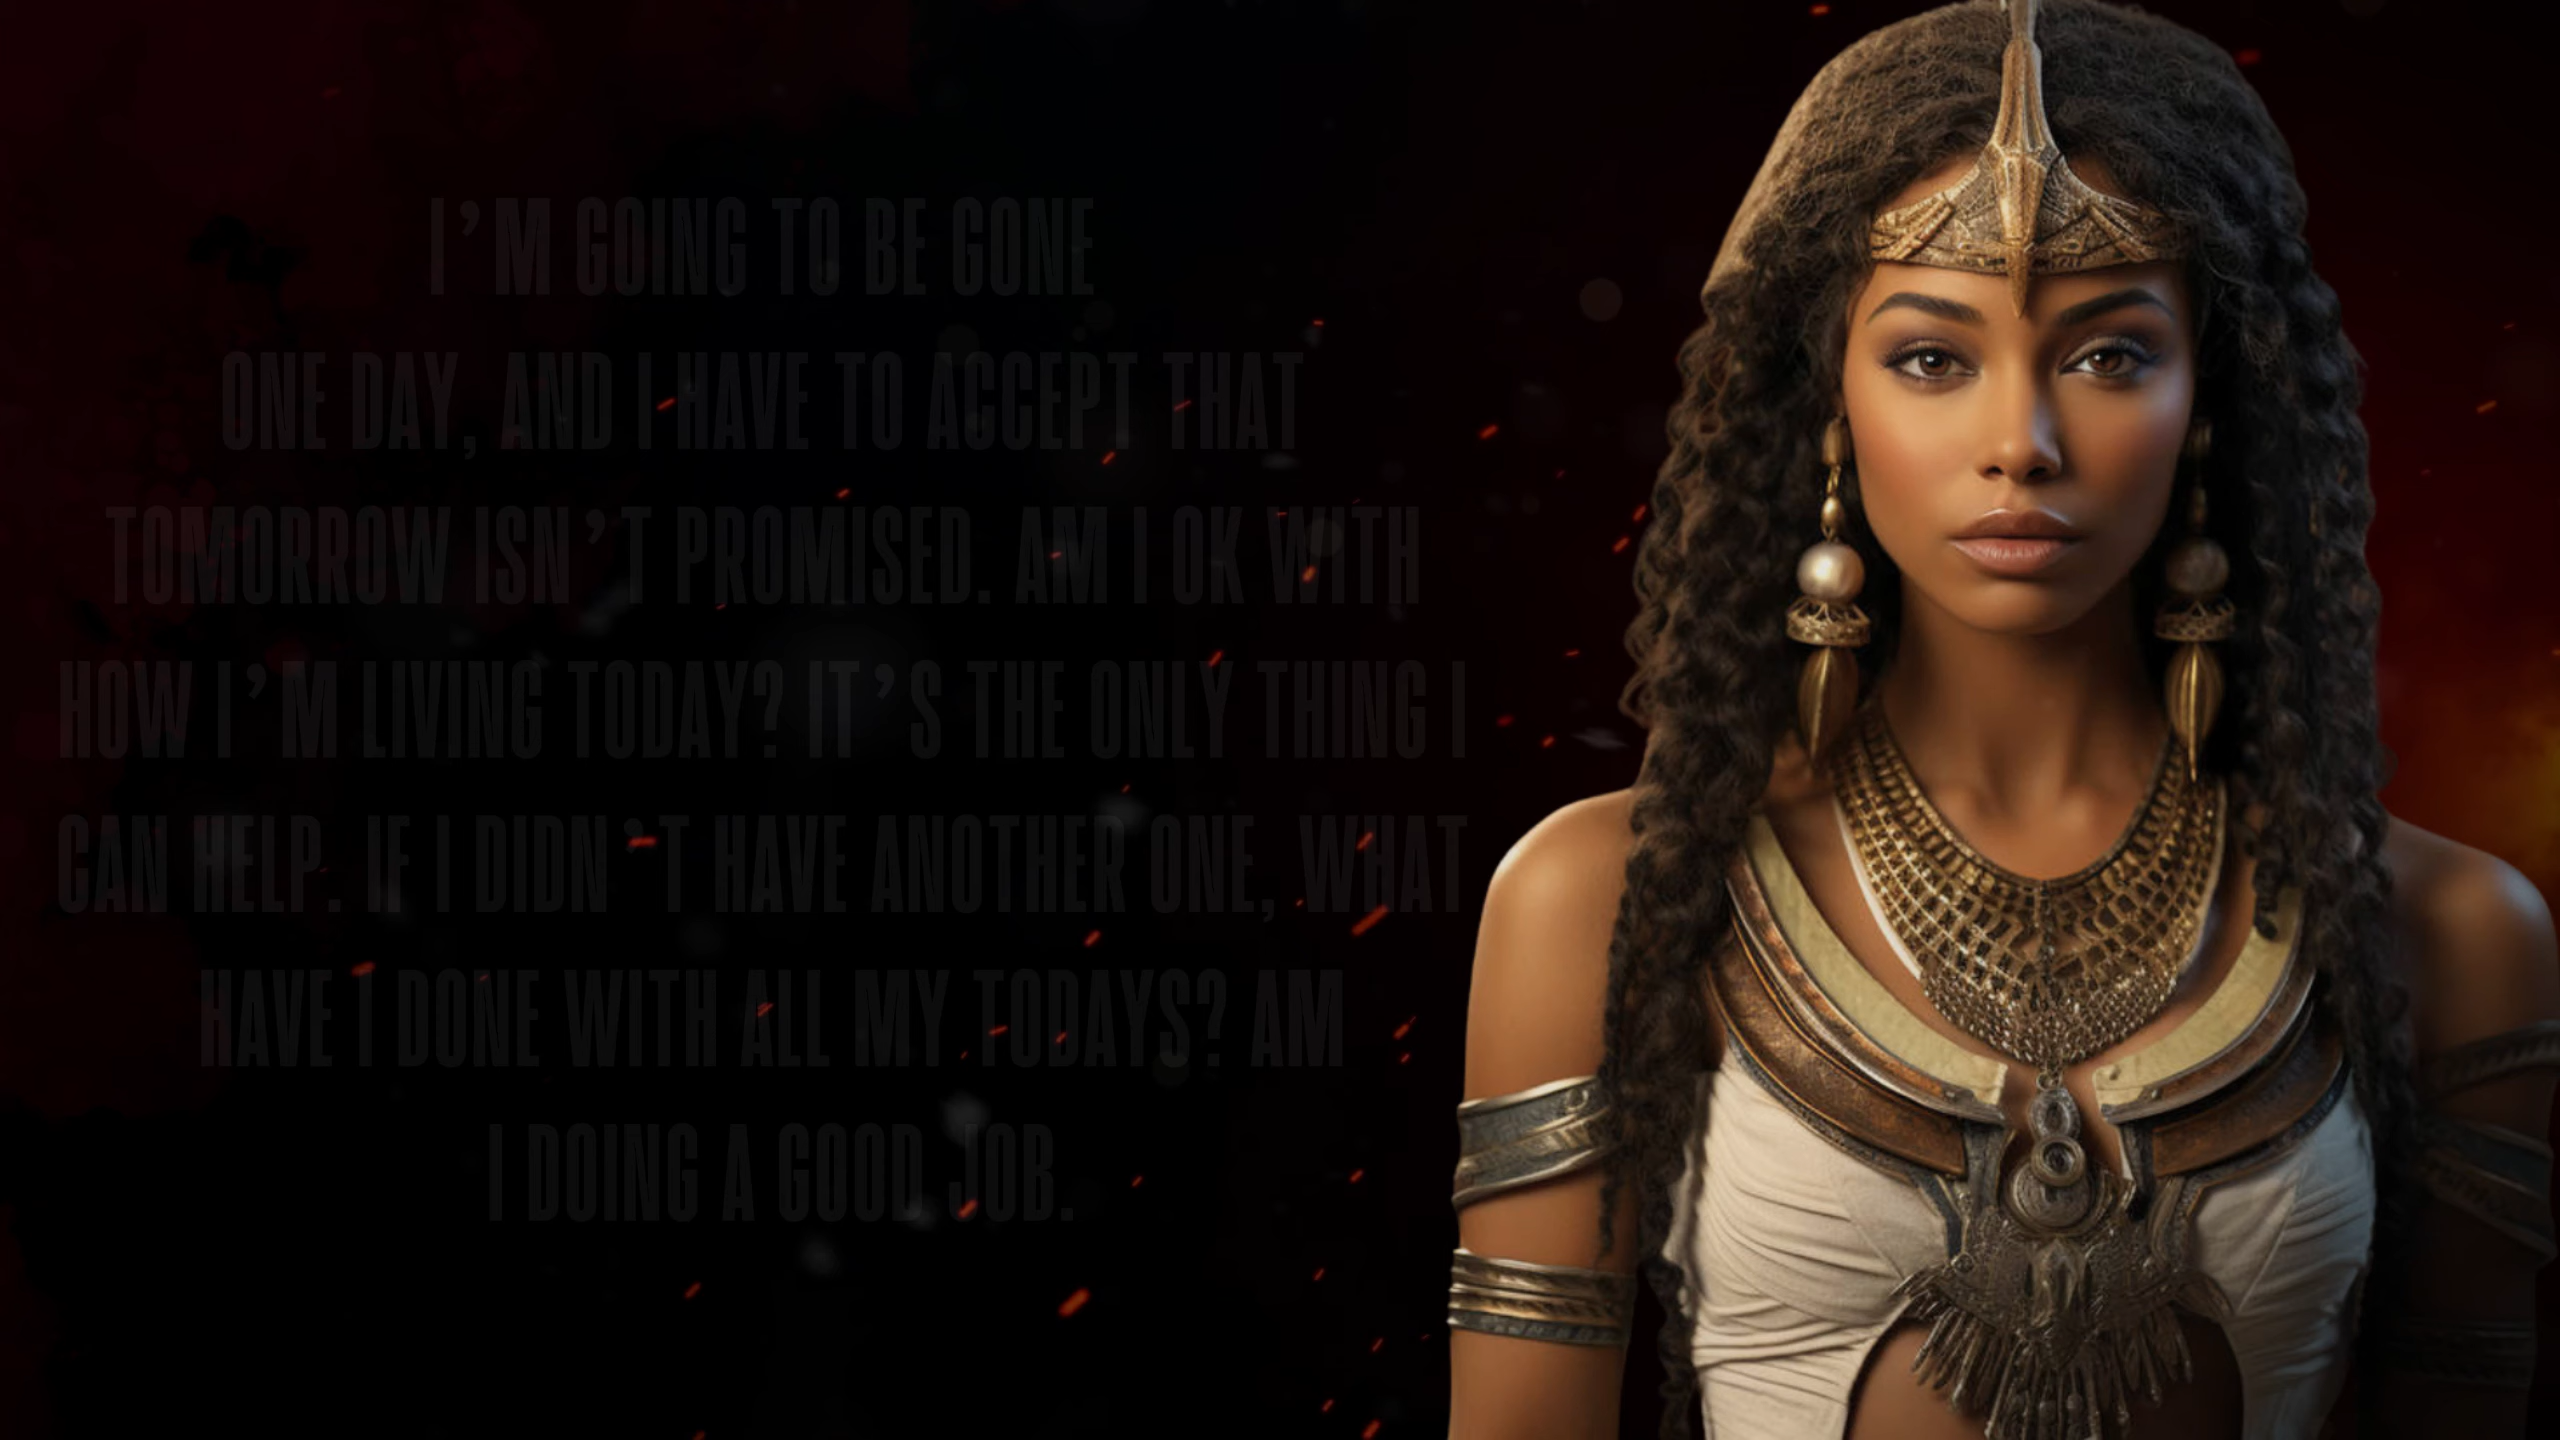 I’M GOING TO BE GONE
ONE DAY, AND I HAVE TO ACCEPT THAT
TOMORROW ISN’T PROMISED. AM I OK WITH
HOW I’M LIVING TODAY? IT’S THE ONLY THING I
CAN HELP. IF I DIDN’T HAVE ANOTHER ONE, WHAT
HAVE I DONE WITH ALL MY TODAYS? AM
I DOING A GOOD JOB.